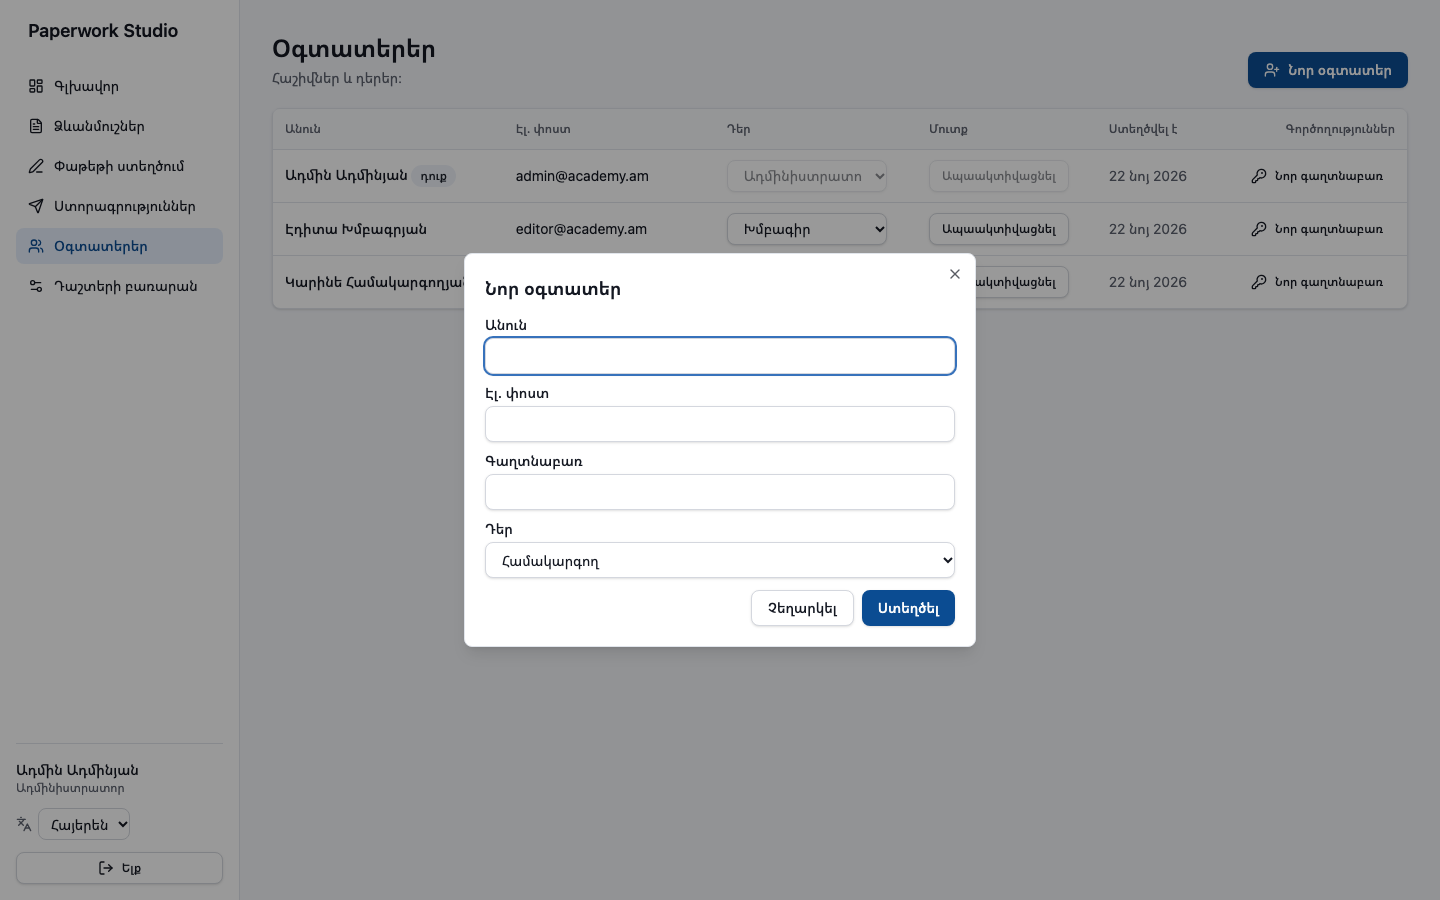 Paperwork Studio
Գլխավոր
Ձևանմուշներ
Փաթեթի ստեղծում
Ստորագրություններ
Օգտատերեր
Դաշտերի բառարան
Ադմին Ադմինյան
Ադմինիստրատոր
Հայերեն
Ելք
Օգտատերեր
Հաշիվներ և դերեր։
Նոր օգտատեր
Անուն Էլ. փոստ Դեր Մուտք Ստեղծվել է Գործողություններ
Ադմին Ադմինյան դուք admin@academy.am Ադմինիստրատո Ապաակտիվացնել 22 նոյ 2026 Նոր գաղտնաբառ
Էդիտա Խմբագրյան editor@academy.am Խմբագիր Ապաակտիվացնել 22 նոյ 2026 Նոր գաղտնաբառ
Կարինե 22 նոյ 2026 Նոր գաղտնաբառ
Նոր օգտատեր
Անուն
Էլ. փոստ
Գաղտնաբառ
Դեր
Համակարգող
Չեղարկել Ստեղծել